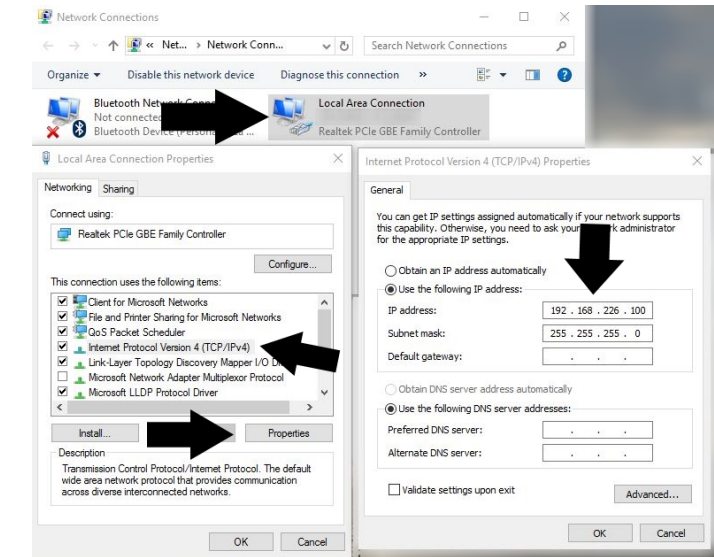 Network Connections
« Net... > Network Conn...
Search Network Connections
Organize
Disable this network device
Diagnose this connection
»
Bluetooth Network
Not connected
Bluetooth Device
Local Area Connection
Realtek PCIe GBE Family Controller
Local Area Connection Properties
Networking
Sharing
Connect using:
Realtek PCIe GBE Family Controller
Configure...
This connection uses the following items:
Client for Microsoft Networks
File and Printer Sharing for Microsoft Networks
QoS Packet Scheduler
Internet Protocol Version 4 (TCP/IPv4)
Link-Layer Topology Discovery Mapper I/O
Microsoft Network Adapter Multiplexor Protocol
Microsoft LLDP Protocol Driver
Install...
Properties
Description
Transmission Control Protocol/Internet Protocol. The default
wide area network protocol that provides communication
across diverse interconnected networks.
OK
Cancel
Internet Protocol Version 4 (TCP/IPv4) Properties
General
You can get IP settings assigned automatically if your network supports
this capability. Otherwise, you need to ask your administrator
for the appropriate IP settings.
Obtain an IP address automatically
Use the following IP address:
IP address:
192 . 168 . 226 . 100
Subnet mask:
255 . 255 . 255 . 0
Default gateway:
. . .
Obtain DNS server address automatically
Use the following DNS server addresses:
Preferred DNS server:
. . .
Alternate DNS server:
. . .
Validate settings upon exit
Advanced...
OK
Cancel